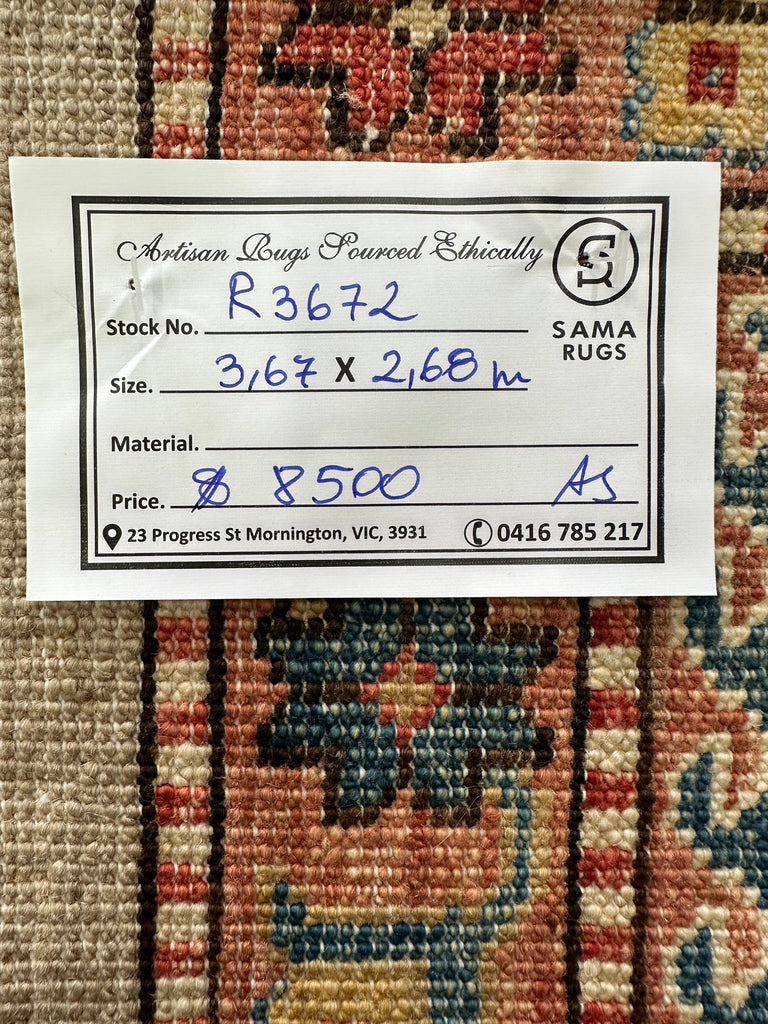 Artisan Rugs Sourced Ethically
Stock No. R3672
SAMA
RUGS
Size. 3,67 X 2,68 m
Material.
Price. $ 8500 AS
23 Progress St Mornington, VIC, 3931 0416 785 217